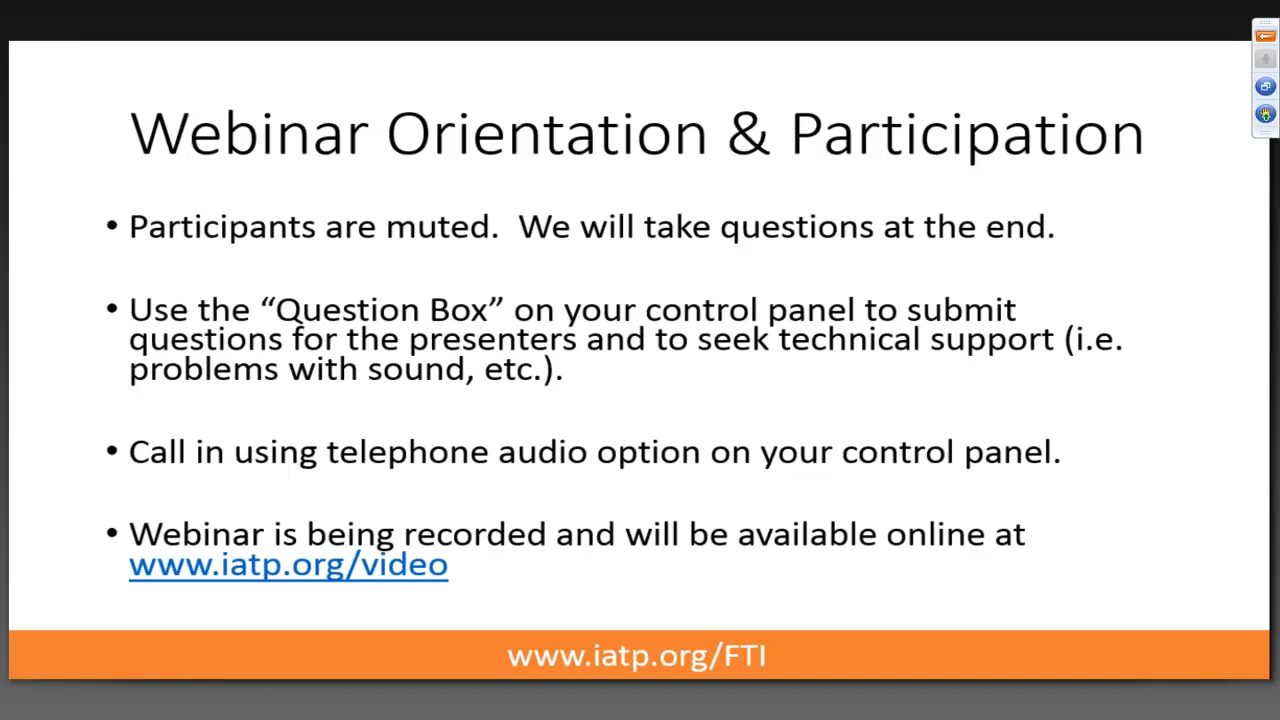 Webinar Orientation & Participation
• Participants are muted.  We will take questions at the end.
• Use the “Question Box” on your control panel to submit
questions for the presenters and to seek technical support (i.e.
problems with sound, etc.).
• Call in using telephone audio option on your control panel.
• Webinar is being recorded and will be available online at
www.iatp.org/video
www.iatp.org/FTI